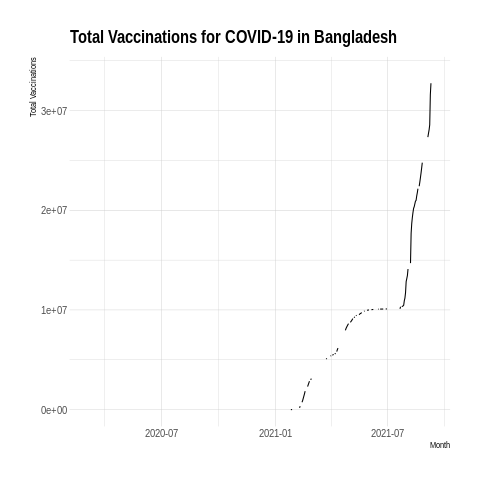 Total Vaccinations for COVID-19 in Bangladesh
Total Vaccinations
3e+07
2e+07
1e+07
0e+00
2020-07 2021-01 2021-07
Month